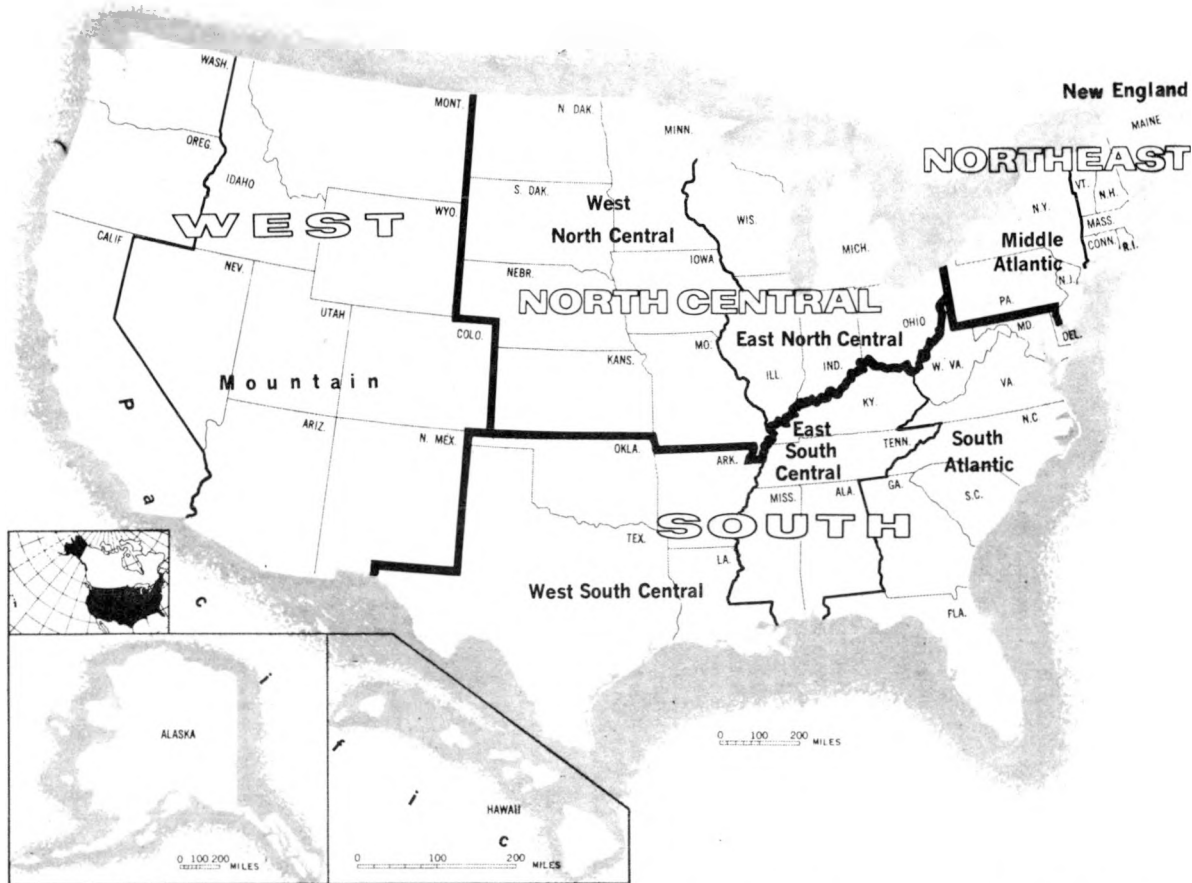 New England
WASH.
MONT.
N. DAK.
MINN.
MAINE
OREG.
IDAHO
NORTHEAST
VT.
N.H.
S. DAK.
WYO.
WEST
West
North Central
WIS.
N.Y.
MASS.
CONN.
R.I.
CALIF.
NEV.
IOWA
MICH.
Middle
Atlantic
N.J.
NEBR.
NORTH CENTRAL
PA.
UTAH
COLO.
OHIO
MD.
DEL.
MO.
East North Central
KANS.
ILL.
IND.
W. VA.
VA.
Mountain
KY.
P
a
c
i
f
i
c
ARIZ.
N. MEX.
OKLA.
ARK.
East
South
Central
TENN.
N.C.
South
Atlantic
MISS.
ALA.
GA.
S.C.
SOUTH
TEX.
LA.
West South Central
FLA.
0 100 200
MILES
ALASKA
0 100 200
MILES
HAWAII
0 100 200
MILES